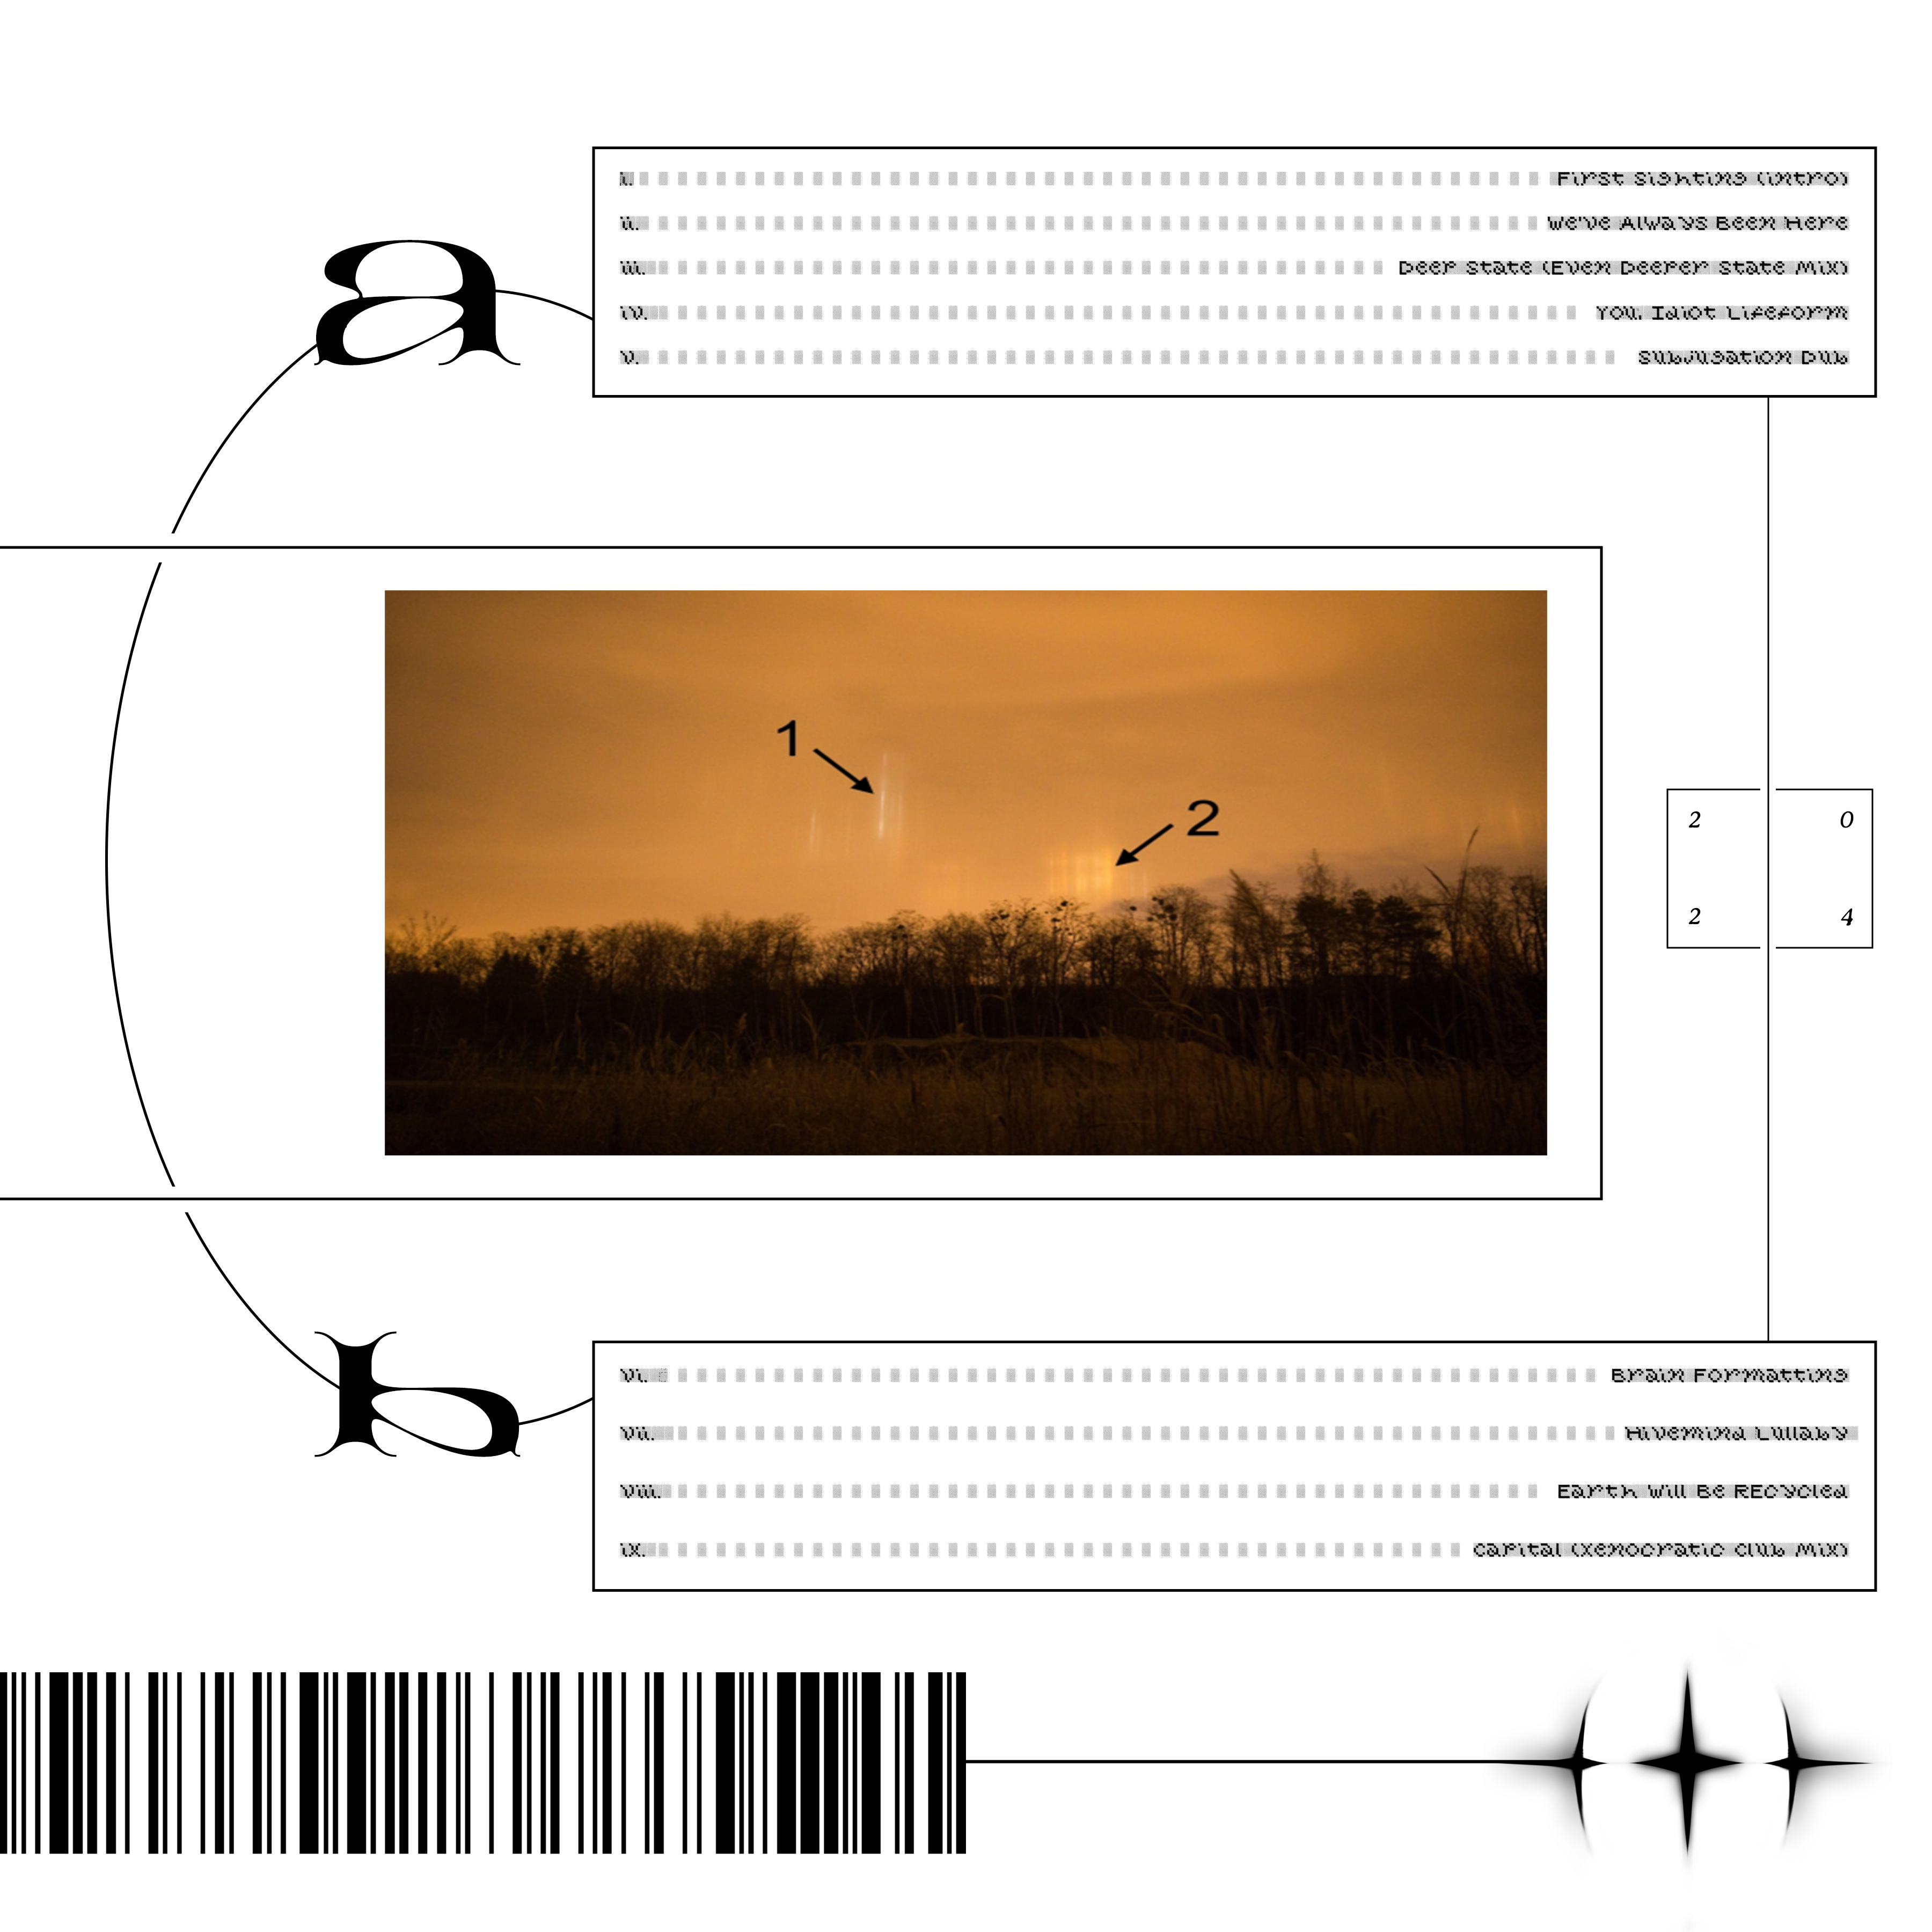 a
i. First Sighting (intro)
ii. We've Always Been Here
iii. Deep State (Even Deeper State Mix)
iv. You, Idiot Lifeform
v. Subjugation Dub
1
2
2 0
2 4
b
vi. Brain Formatting
vii. Hivemind Lullaby
viii. Earth Will Be REcycled
ix. Capital (Xenocratic Club Mix)